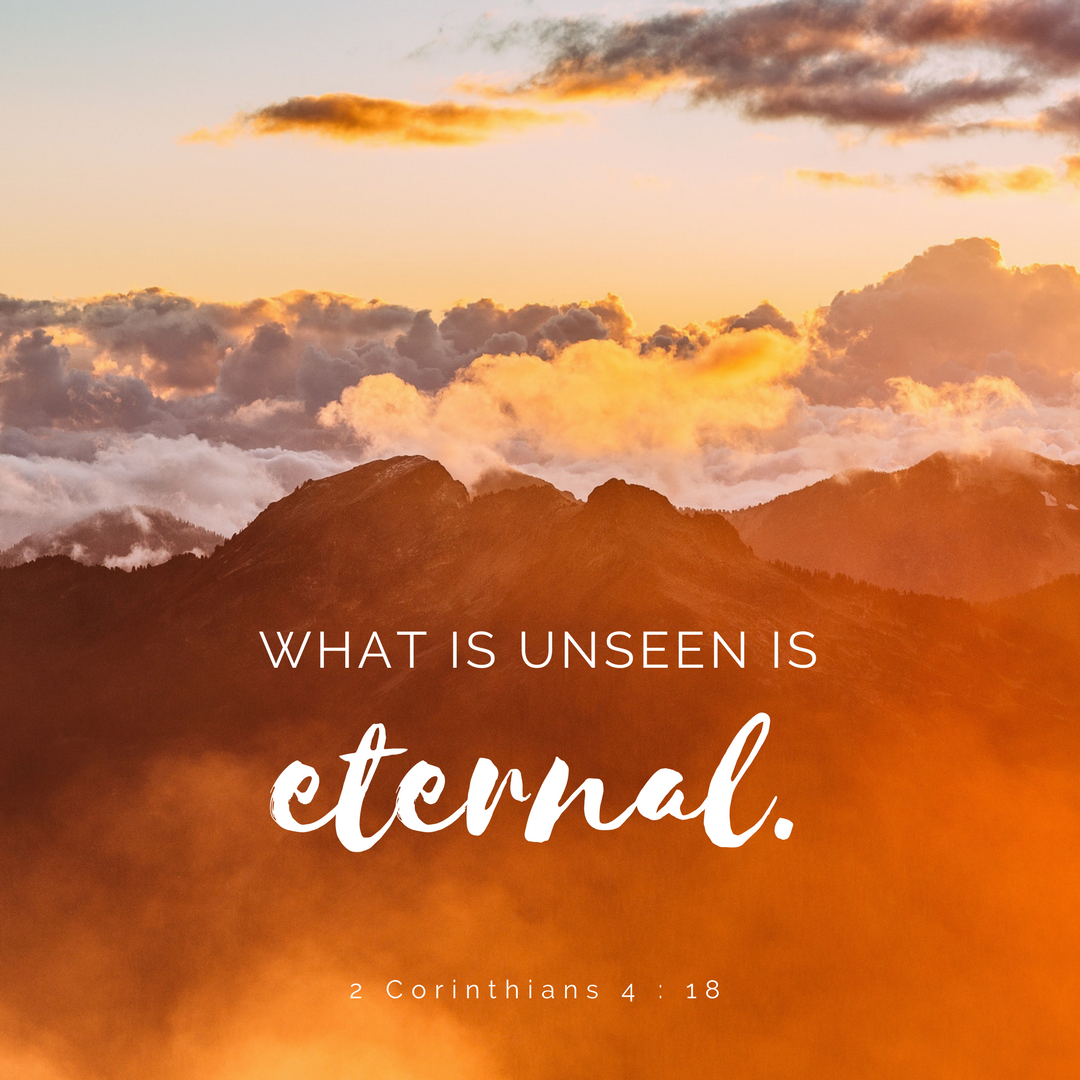 WHAT IS UNSEEN IS
eternal.
2 Corinthians 4 : 18